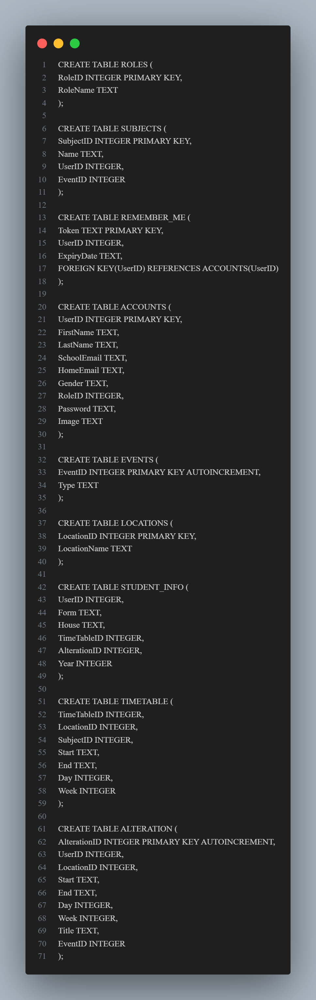 1 CREATE TABLE ROLES (
2 RoleID INTEGER PRIMARY KEY,
3 RoleName TEXT
4 );
5
6 CREATE TABLE SUBJECTS (
7 SubjectID INTEGER PRIMARY KEY,
8 Name TEXT,
9 UserID INTEGER,
10 EventID INTEGER
11 );
12
13 CREATE TABLE REMEMBER_ME (
14 Token TEXT PRIMARY KEY,
15 UserID INTEGER,
16 ExpiryDate TEXT,
17 FOREIGN KEY(UserID) REFERENCES ACCOUNTS(UserID)
18 );
19
20 CREATE TABLE ACCOUNTS (
21 UserID INTEGER PRIMARY KEY,
22 FirstName TEXT,
23 LastName TEXT,
24 SchoolEmail TEXT,
25 HomeEmail TEXT,
26 Gender TEXT,
27 RoleID INTEGER,
28 Password TEXT,
29 Image TEXT
30 );
31
32 CREATE TABLE EVENTS (
33 EventID INTEGER PRIMARY KEY AUTOINCREMENT,
34 Type TEXT
35 );
36
37 CREATE TABLE LOCATIONS (
38 LocationID INTEGER PRIMARY KEY,
39 LocationName TEXT
40 );
41
42 CREATE TABLE STUDENT_INFO (
43 UserID INTEGER,
44 Form TEXT,
45 House TEXT,
46 TimeTableID INTEGER,
47 AlterationID INTEGER,
48 Year INTEGER
49 );
50
51 CREATE TABLE TIMETABLE (
52 TimeTableID INTEGER,
53 LocationID INTEGER,
54 SubjectID INTEGER,
55 Start TEXT,
56 End TEXT,
57 Day INTEGER,
58 Week INTEGER
59 );
60
61 CREATE TABLE ALTERATION (
62 AlterationID INTEGER PRIMARY KEY AUTOINCREMENT,
63 UserID INTEGER,
64 LocationID INTEGER,
65 Start TEXT,
66 End TEXT,
67 Day INTEGER,
68 Week INTEGER,
69 Title TEXT,
70 EventID INTEGER
71 );